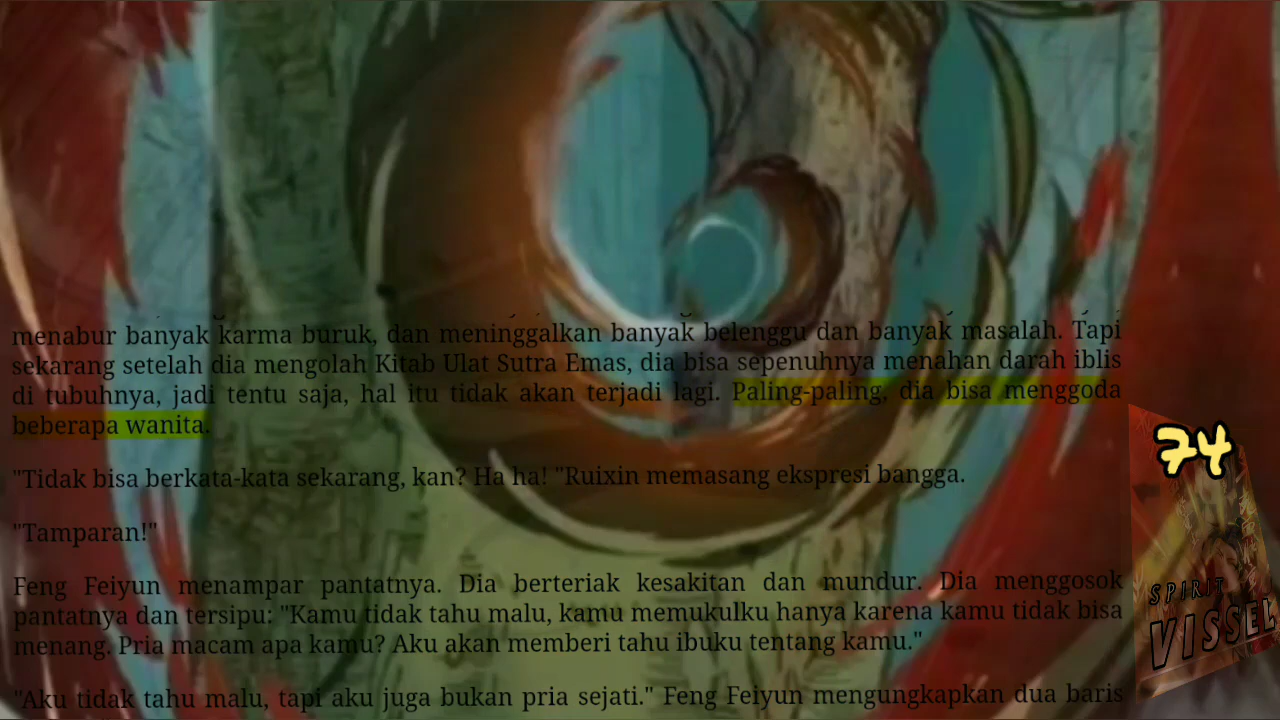 menabur banyak karma buruk, dan meninggalkan banyak belenggu dan banyak masalah. Tapi
sekarang setelah dia mengolah Kitab Ulat Sutra Emas, dia bisa sepenuhnya menahan darah iblis
di tubuhnya, jadi tentu saja, hal itu tidak akan terjadi lagi. Paling-paling, dia bisa menggoda
beberapa wanita.
"Tidak bisa berkata-kata sekarang, kan? Ha ha! "Ruixin memasang ekspresi bangga.
"Tamparan!"
Feng Feiyun menampar pantatnya. Dia berteriak kesakitan dan mundur. Dia menggosok
pantatnya dan tersipu: "Kamu tidak tahu malu, kamu memukulku hanya karena kamu tidak bisa
menang. Pria macam apa kamu? Aku akan memberi tahu ibuku tentang kamu."
"Aku tidak tahu malu, tapi aku juga bukan pria sejati." Feng Feiyun mengungkapkan dua baris
74
SPIRIT
VISSEL